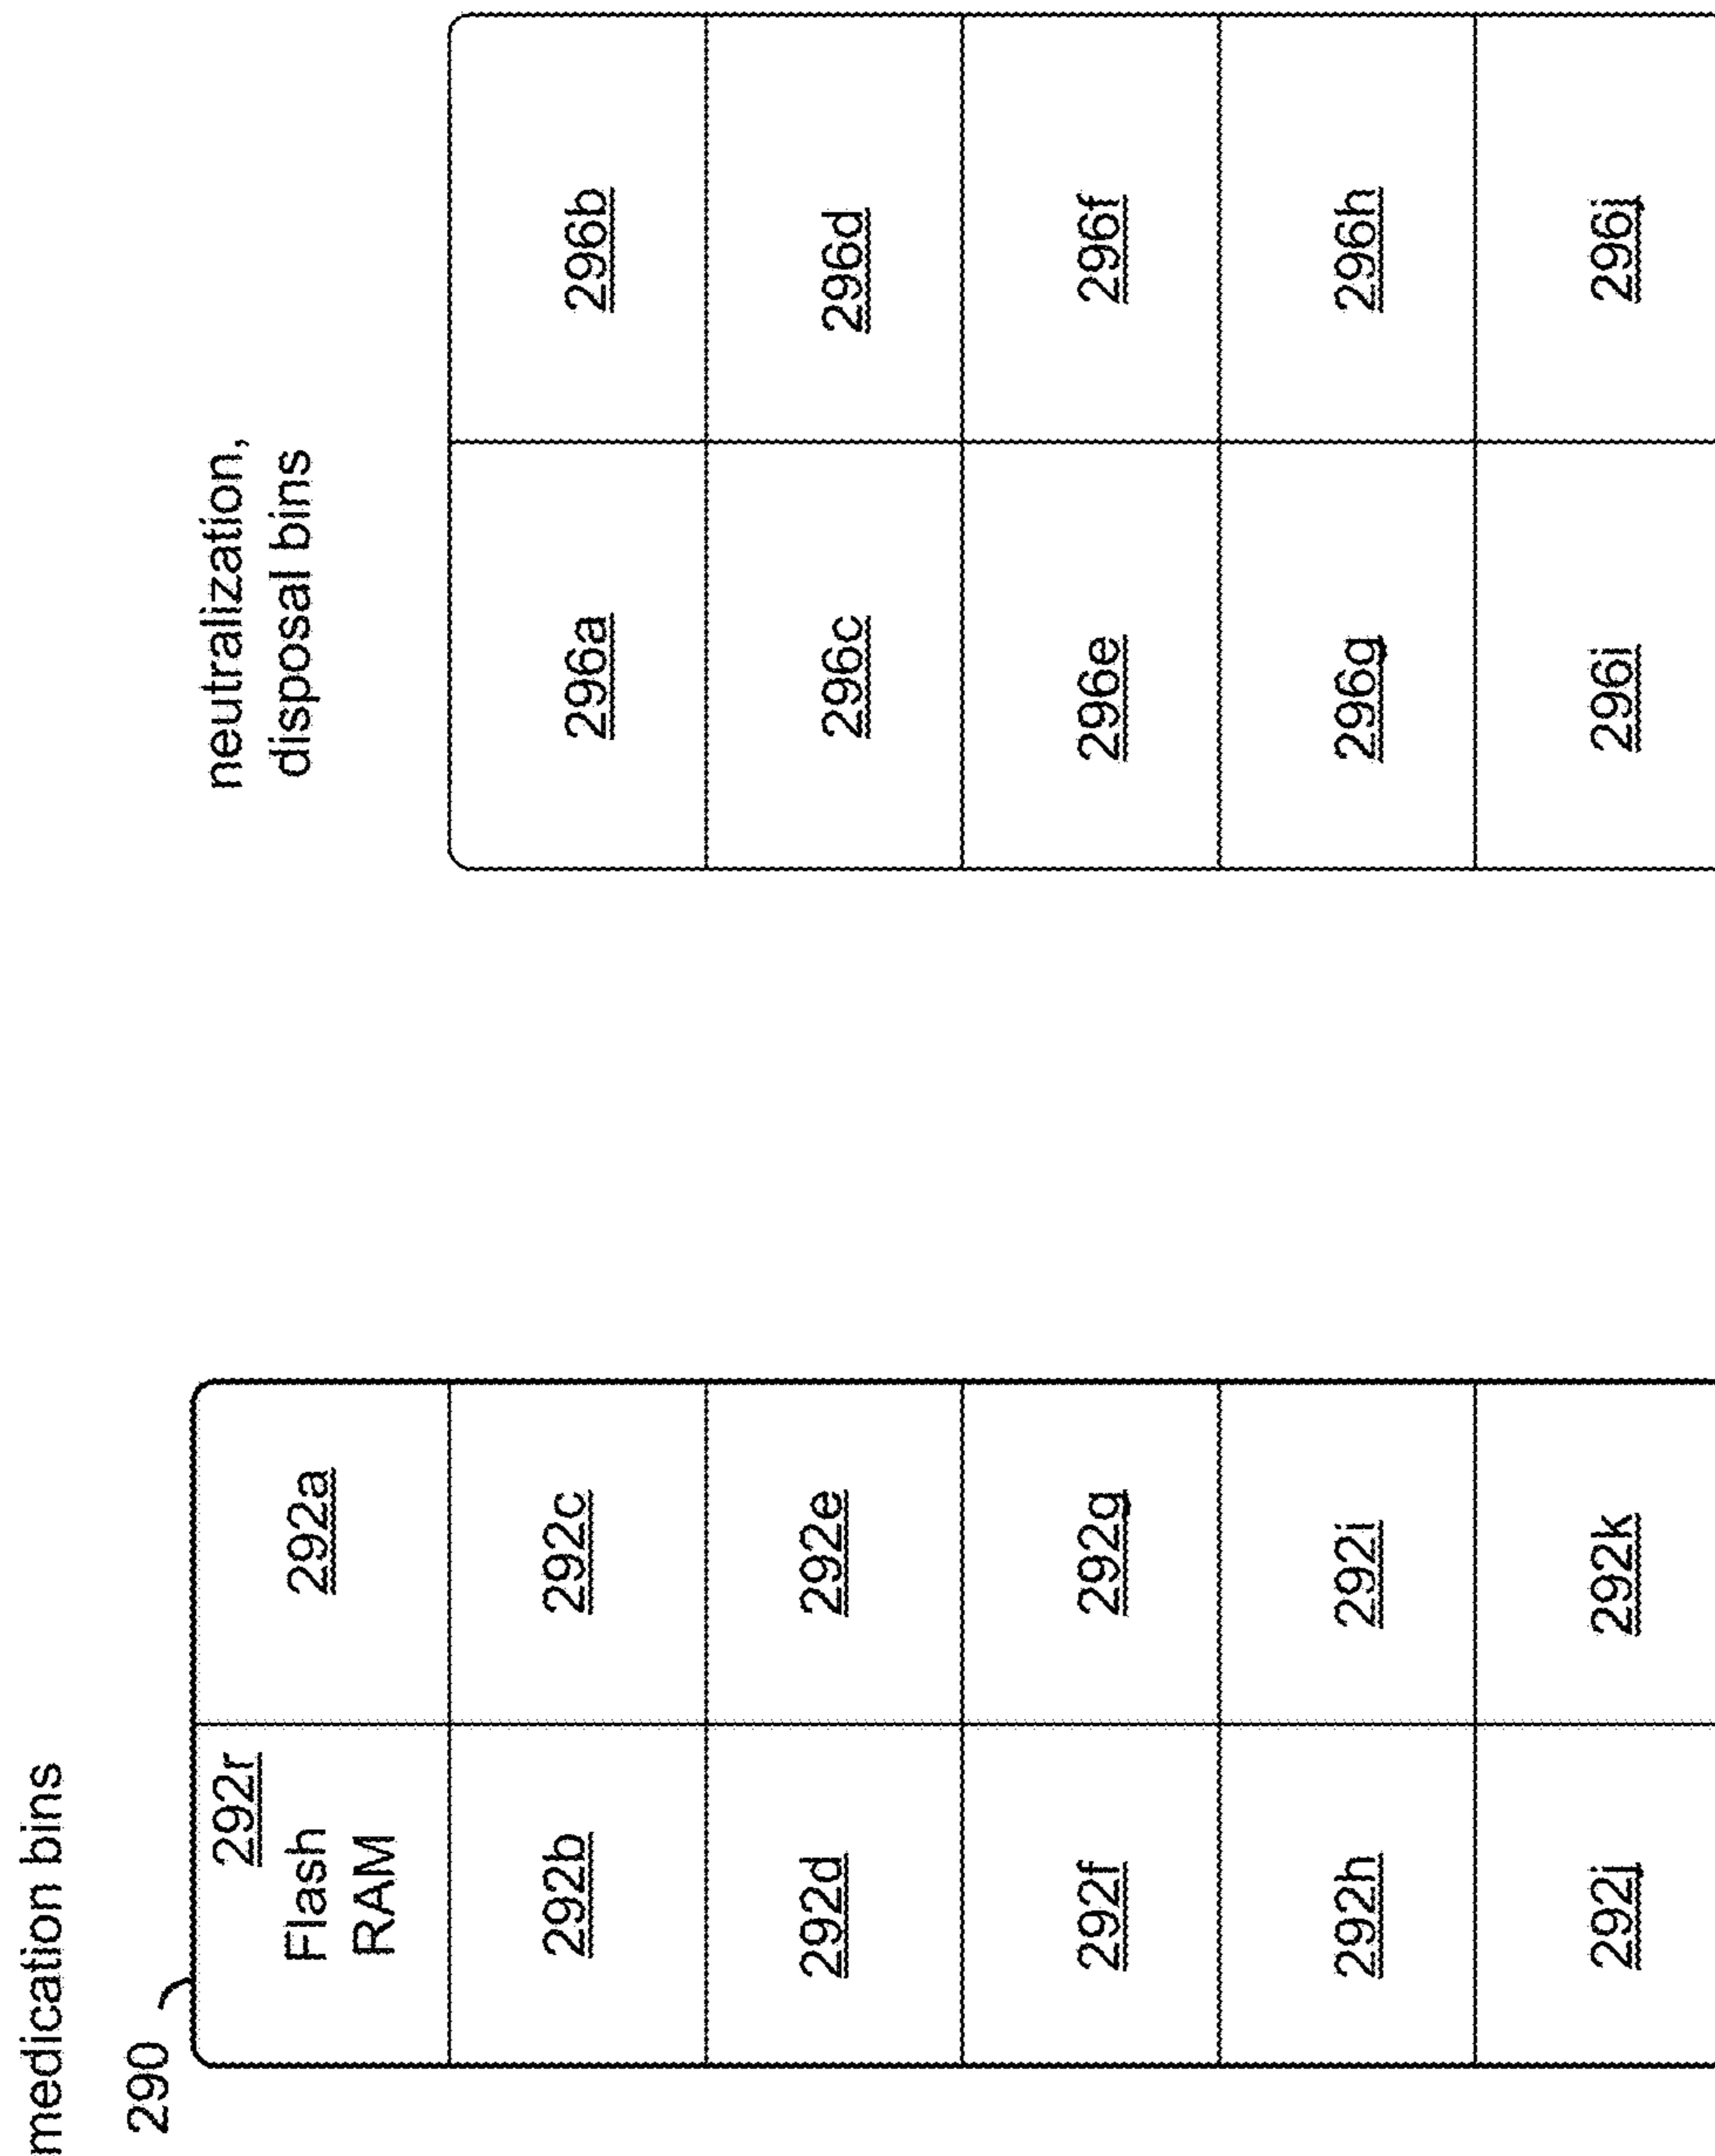 medication bins
290
292r
Flash
RAM
292a
292b
292c
292d
292e
292f
292g
292h
292i
292j
292k
neutralization,
disposal bins
296a
296b
296c
296d
296e
296f
296g
296h
296i
296j